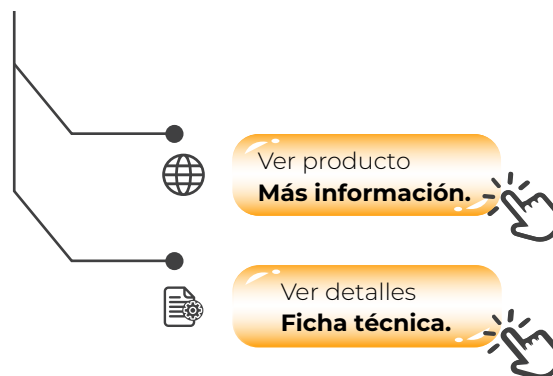 Ver producto
Más información.
Ver detalles
Ficha técnica.